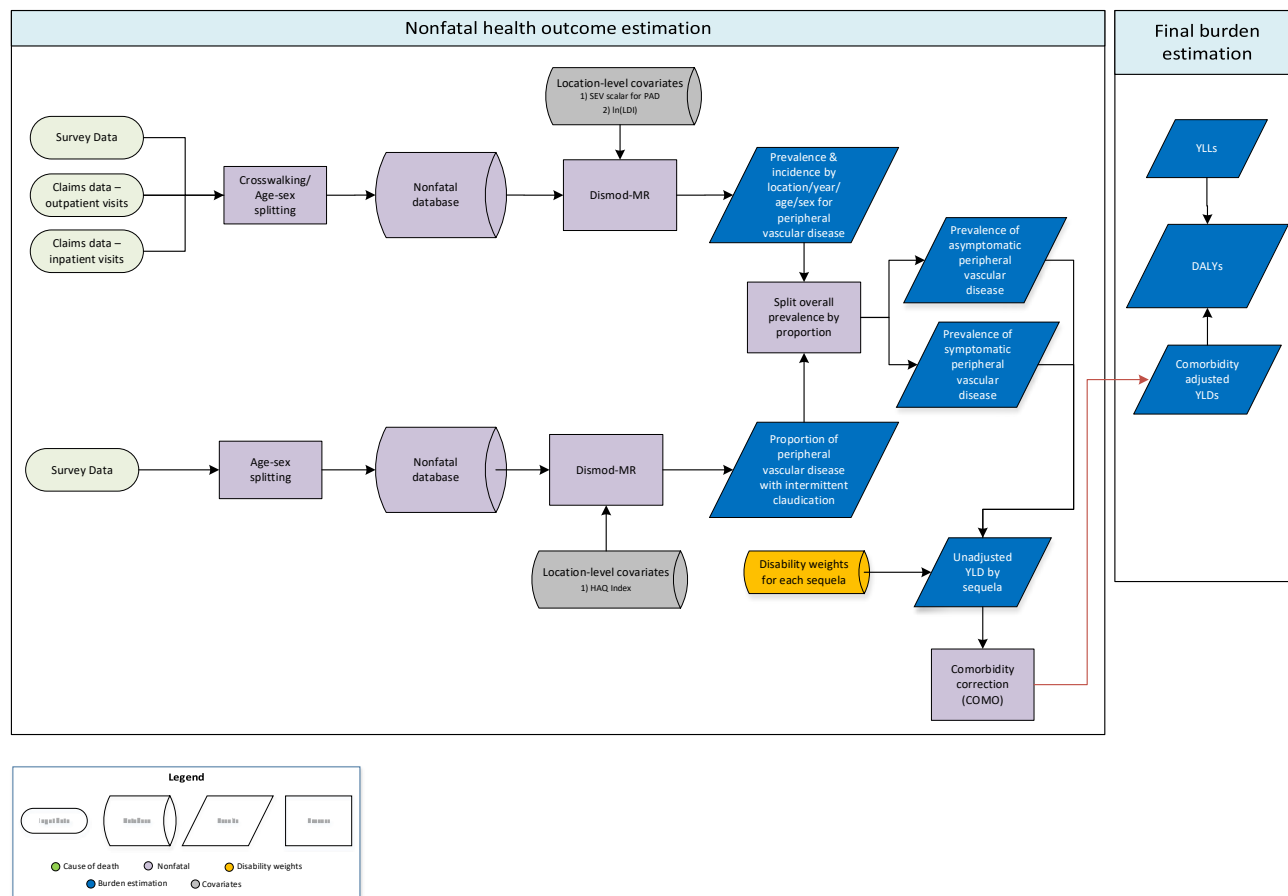 Nonfatal health outcome estimation
Final burden
estimation
Location-level covariates
1) SEV scalar for PAD
2) ln(LDI)
Survey Data
Claims data –
outpatient visits
Claims data –
inpatient visits
Crosswalking/
Age-sex
splitting
Nonfatal
database
Dismod-MR
Prevalence &
incidence by
location/year/
age/sex for
peripheral
vascular disease
Prevalence of
asymptomatic
peripheral
vascular
disease
Split overall
prevalence by
proportion
Prevalence of
symptomatic
peripheral
vascular
disease
YLLs
DALYs
Comorbidity
adjusted
YLDs
Survey Data
Age-sex
splitting
Nonfatal
database
Dismod-MR
Proportion of
peripheral
vascular disease
with intermittent
claudication
Location-level covariates
1) HAQ Index
Disability weights
for each sequela
Unadjusted
YLD by
sequela
Comorbidity
correction
(COMO)
Legend
Cause of death
Nonfatal
Disability weights
Burden estimation
Covariates